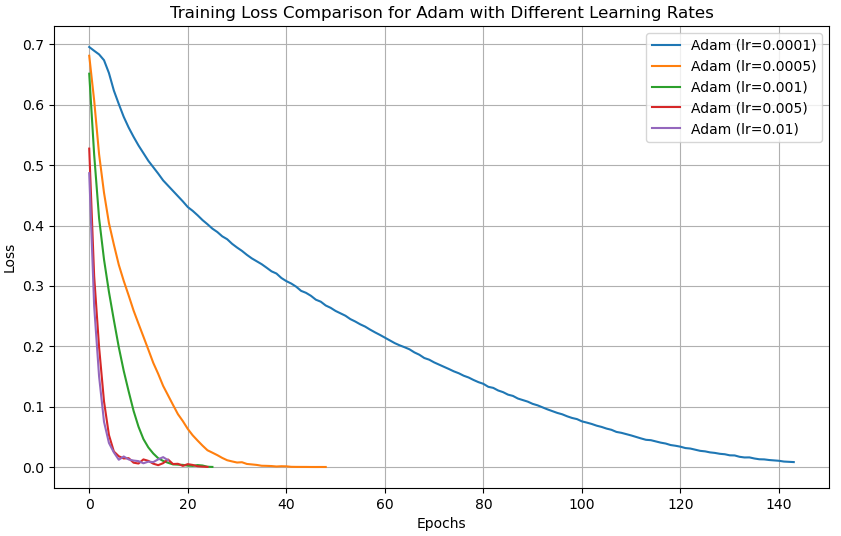 Training Loss Comparison for Adam with Different Learning Rates
Adam (lr=0.0001)
Adam (lr=0.0005)
Adam (lr=0.001)
Adam (lr=0.005)
Adam (lr=0.01)
Loss
0.7
0.6
0.5
0.4
0.3
0.2
0.1
0.0
0 20 40 60 80 100 120 140
Epochs